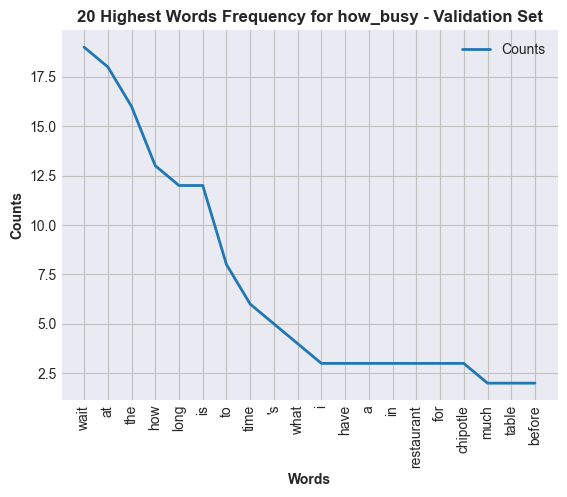 20 Highest Words Frequency for how_busy - Validation Set
Counts
17.5
15.0
12.5
10.0
7.5
5.0
2.5
Counts
wait
at
the
how
long
is
to
time
's
what
i
have
a
in
restaurant
for
chipotle
much
table
before
Words